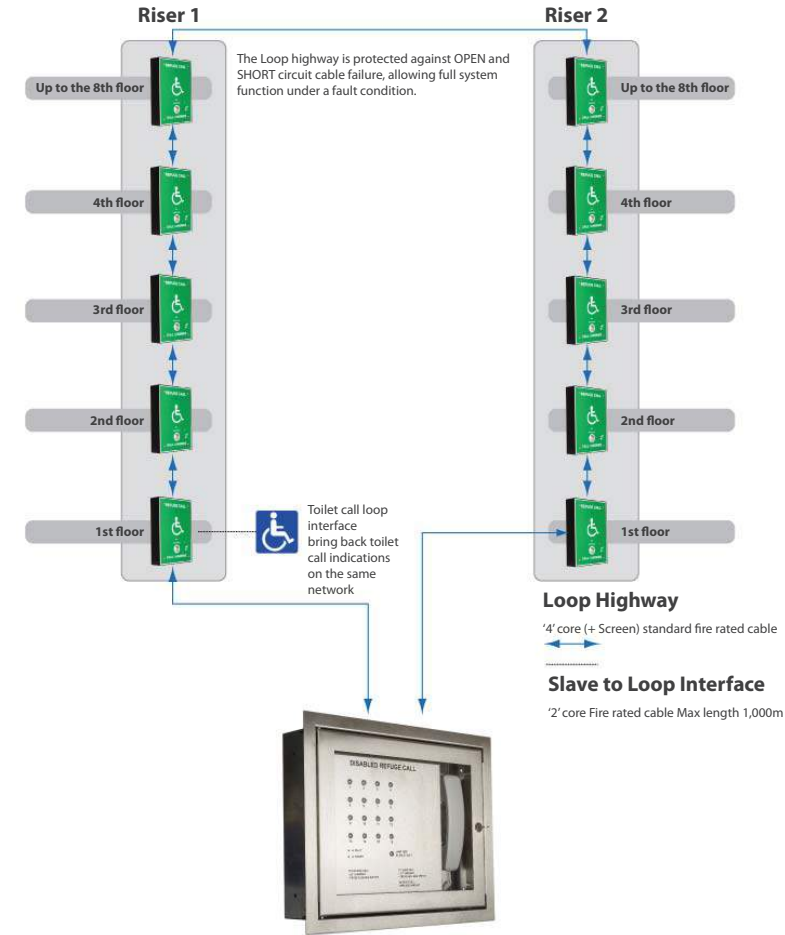 Riser 1
Riser 2
The Loop highway is protected against OPEN and
SHORT circuit cable failure, allowing full system
function under a fault condition.
Up to the 8th floor
Up to the 8th floor
4th floor
4th floor
3rd floor
3rd floor
2nd floor
2nd floor
1st floor
Toilet call loop
interface
bring back toilet
call indications
on the same
network
1st floor
Loop Highway
‘4’ core (+ Screen) standard fire rated cable
Slave to Loop Interface
‘2’ core Fire rated cable Max length 1,000m
DISABLED REFUGE CALL